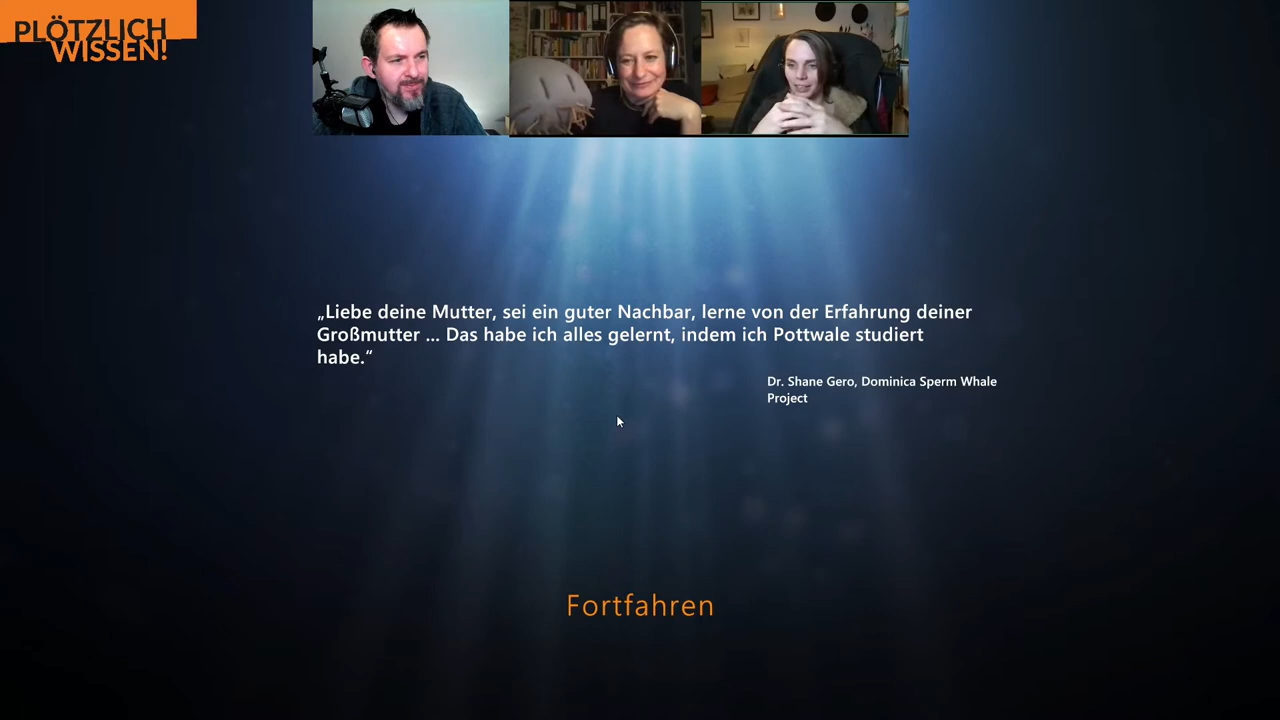 PLÖTZLICH
WISSEN!
„Liebe deine Mutter, sei ein guter Nachbar, lerne von der Erfahrung deiner
Großmutter ... Das habe ich alles gelernt, indem ich Pottwale studiert
habe.“
Dr. Shane Gero, Dominica Sperm Whale
Project
Fortfahren